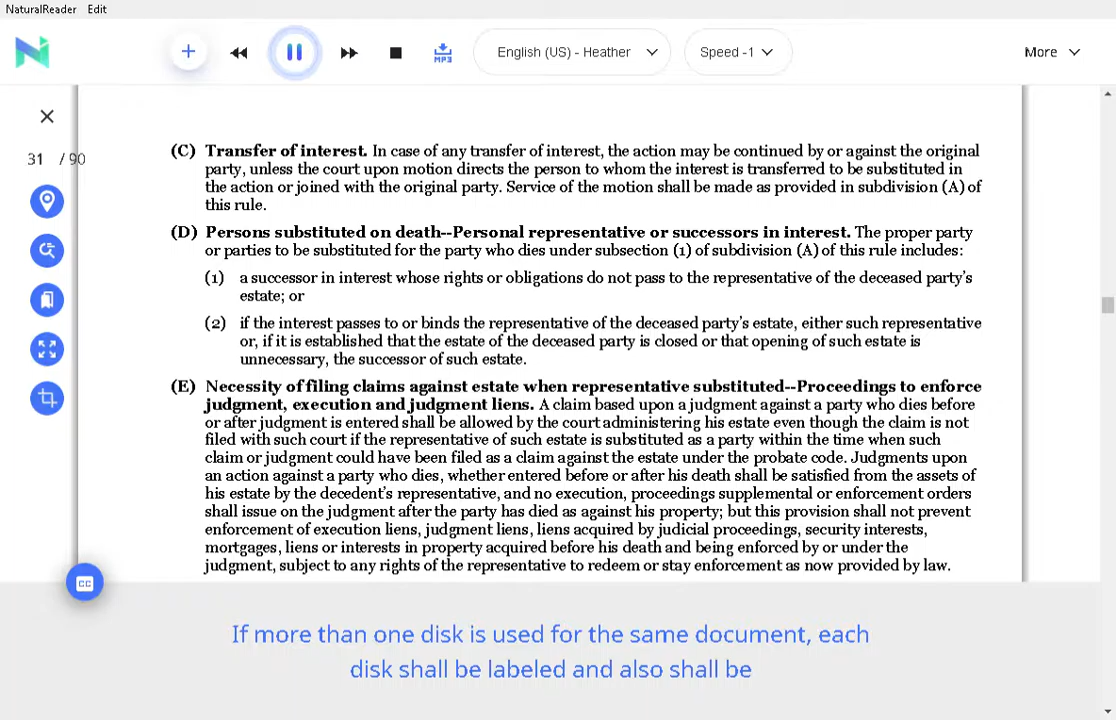 NaturalReader Edit
English (US) - Heather Speed -1 More
MP3
31 / 90
(C) Transfer of interest. In case of any transfer of interest, the action may be continued by or against the original
party, unless the court upon motion directs the person to whom the interest is transferred to be substituted in
the action or joined with the original party. Service of the motion shall be made as provided in subdivision (A) of
this rule.
(D) Persons substituted on death--Personal representative or successors in interest. The proper party
or parties to be substituted for the party who dies under subsection (1) of subdivision (A) of this rule includes:
(1) a successor in interest whose rights or obligations do not pass to the representative of the deceased party's
estate; or
(2) if the interest passes to or binds the representative of the deceased party's estate, either such representative
or, if it is established that the estate of the deceased party is closed or that opening of such estate is
unnecessary, the successor of such estate.
(E) Necessity of filing claims against estate when representative substituted--Proceedings to enforce
judgment, execution and judgment liens. A claim based upon a judgment against a party who dies before
or after judgment is entered shall be allowed by the court administering his estate even though the claim is not
filed with such court if the representative of such estate is substituted as a party within the time when such
claim or judgment could have been filed as a claim against the estate under the probate code. Judgments upon
an action against a party who dies, whether entered before or after his death shall be satisfied from the assets of
his estate by the decedent's representative, and no execution, proceedings supplemental or enforcement orders
shall issue on the judgment after the party has died as against his property; but this provision shall not prevent
enforcement of execution liens, judgment liens, liens acquired by judicial proceedings, security interests,
mortgages, liens or interests in property acquired before his death and being enforced by or under the
judgment, subject to any rights of the representative to redeem or stay enforcement as now provided by law.
CC
If more than one disk is used for the same document, each
disk shall be labeled and also shall be